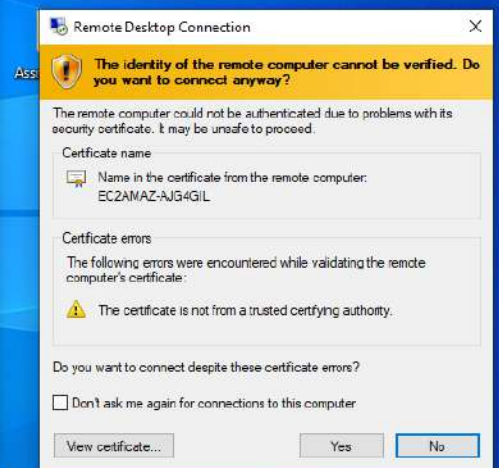 Remote Desktop Connection
The identity of the remote computer cannot be verified. Do
you want to connect anyway?
The remote computer could not be authenticated due to problems with its
security certificate. It may be unsafe to proceed.
Certificate name
Name in the certificate from the remote computer:
EC2AMAZ-AJG4GIL
Certificate errors
The following errors were encountered while validating the remote
computer's certificate:
The certificate is not from a trusted certifying authority.
Do you want to connect despite these certificate errors?
Don't ask me again for connections to this computer
View certificate...
Yes
No